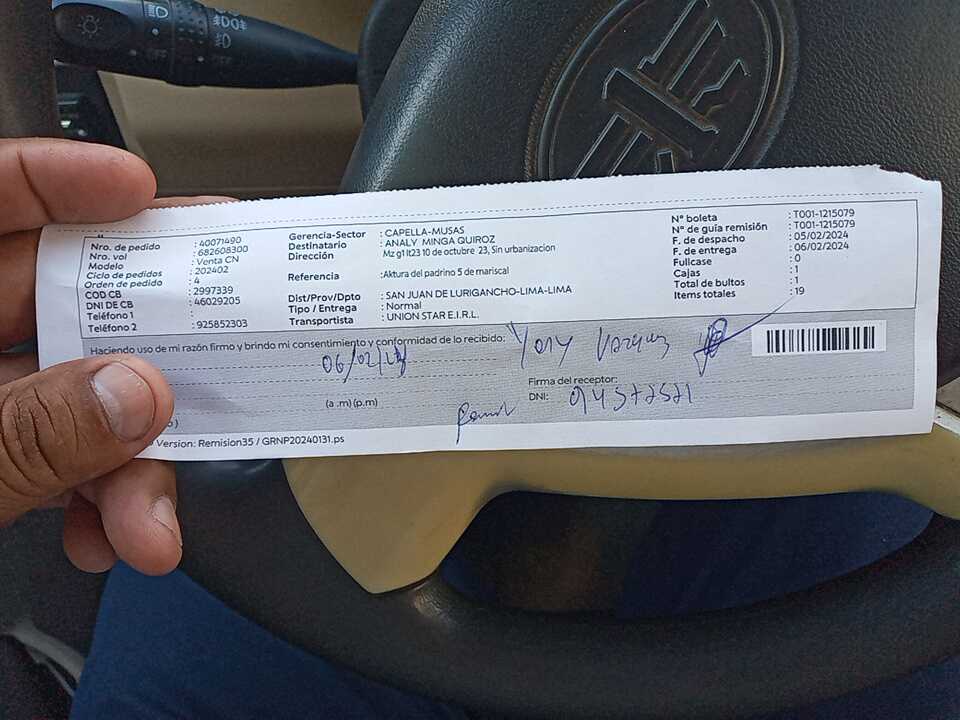 Nro. de pedido : 40071490
Nro. vol : 682608300
Modelo : Venta CN
Ciclo de pedidos : 202402
Orden de pedido : 4
COD CB : 2997339
DNI DE CB : 46029205
Teléfono 1 :
Teléfono 2 : 925852303
Gerencia-Sector : CAPELLA-MUSAS
Destinatario : ANALY MINGA QUIROZ
Dirección : Mz g1 lt23 10 de octubre 23, Sin urbanizacion
Referencia :Aktura del padrino 5 de mariscal
Dist/Prov/Dpto : SAN JUAN DE LURIGANCHO-LIMA-LIMA
Tipo / Entrega : Normal
Transportista : UNION STAR E.I.R.L.
N° boleta : T001-1215079
N° de guía remisión : T001-1215079
F. de despacho : 05/02/2024
F. de entrega : 06/02/2024
Fullcase : 0
Cajas : 1
Total de bultos : 1
Items totales : 19
Haciendo uso de mi razón firmo y brindo mi consentimiento y conformidad de lo recibido: Yony Vazquez
06/02/24
Firma del receptor:
(a .m) (p.m) DNI: 94372571
o )
Version: Remision35 / GRNP20240131.ps